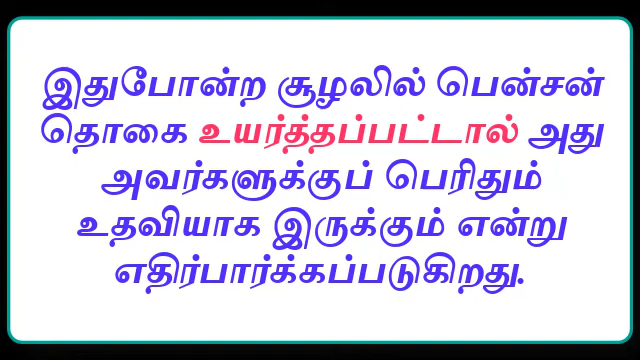 இதுபோன்ற சூழலில் பென்சன்
தொகை உயர்த்தப்பட்டால் அது
அவர்களுக்குப் பெரிதும்
உதவியாக இருக்கும் என்று
எதிர்பார்க்கப்படுகிறது.